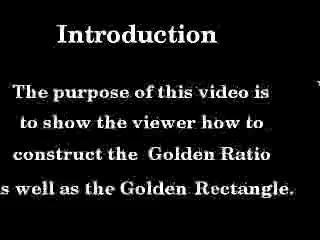 Introduction
The purpose of this video is
to show the viewer how to
construct the Golden Ratio
s well as the Golden Rectangle.